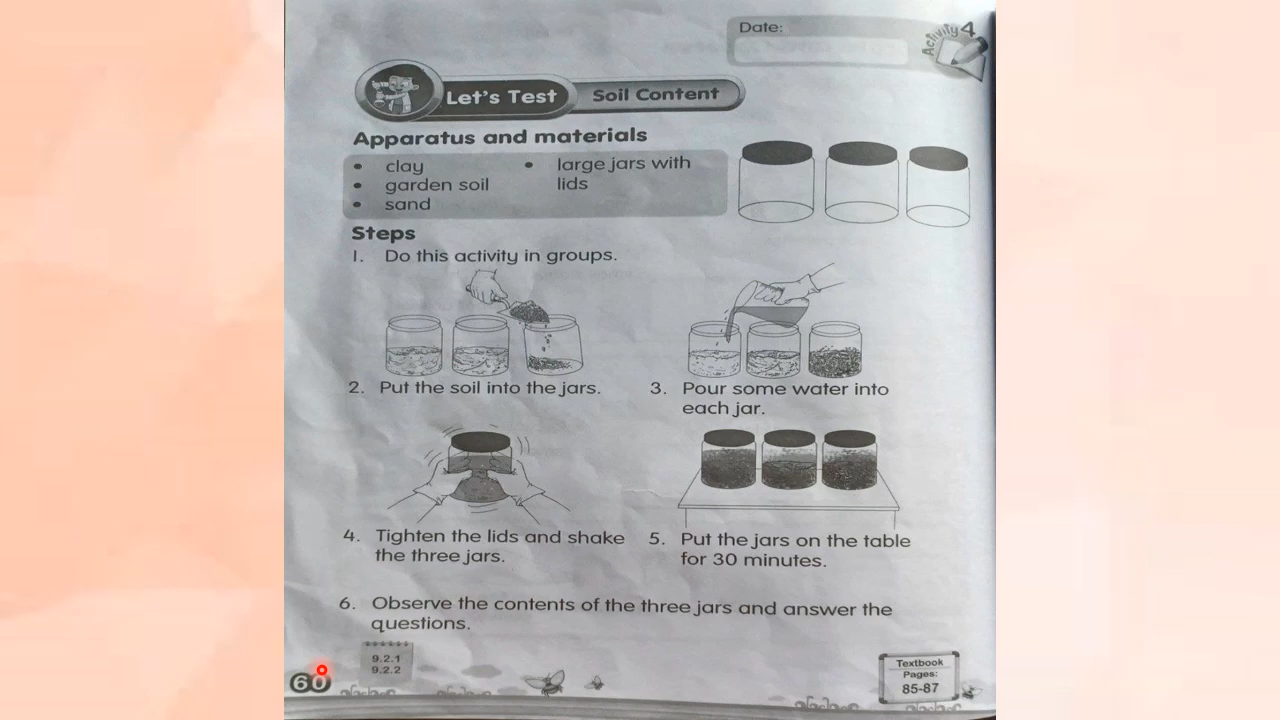 Date:
Activity 4
Let's Test
Soil Content
Apparatus and materials
• clay
• garden soil
• sand
• large jars with
lids
Steps
1. Do this activity in groups.
2. Put the soil into the jars.
3. Pour some water into
each jar.
4. Tighten the lids and shake
the three jars.
5. Put the jars on the table
for 30 minutes.
6. Observe the contents of the three jars and answer the
questions.
9.2.1
9.2.2
60
Textbook
Pages:
85-87